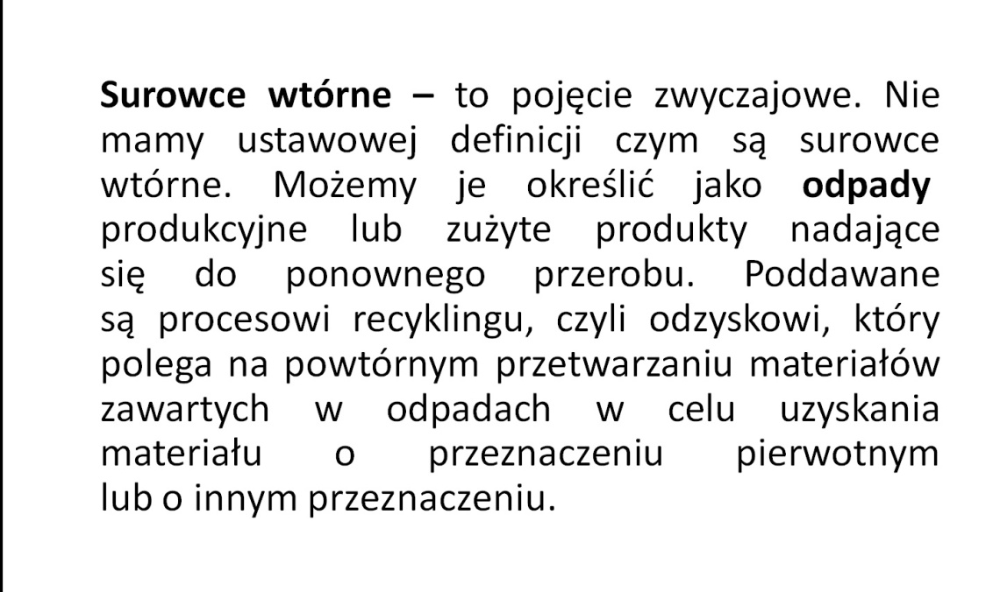 Surowce wtórne – to pojęcie zwyczajowe. Nie
mamy ustawowej definicji czym są surowce
wtórne. Możemy je określić jako odpady
produkcyjne lub zużyte produkty nadające
się do ponownego przerobu. Poddawane
są procesowi recyklingu, czyli odzyskowi, który
polega na powtórnym przetwarzaniu materiałów
zawartych w odpadach w celu uzyskania
materiału o przeznaczeniu pierwotnym
lub o innym przeznaczeniu.